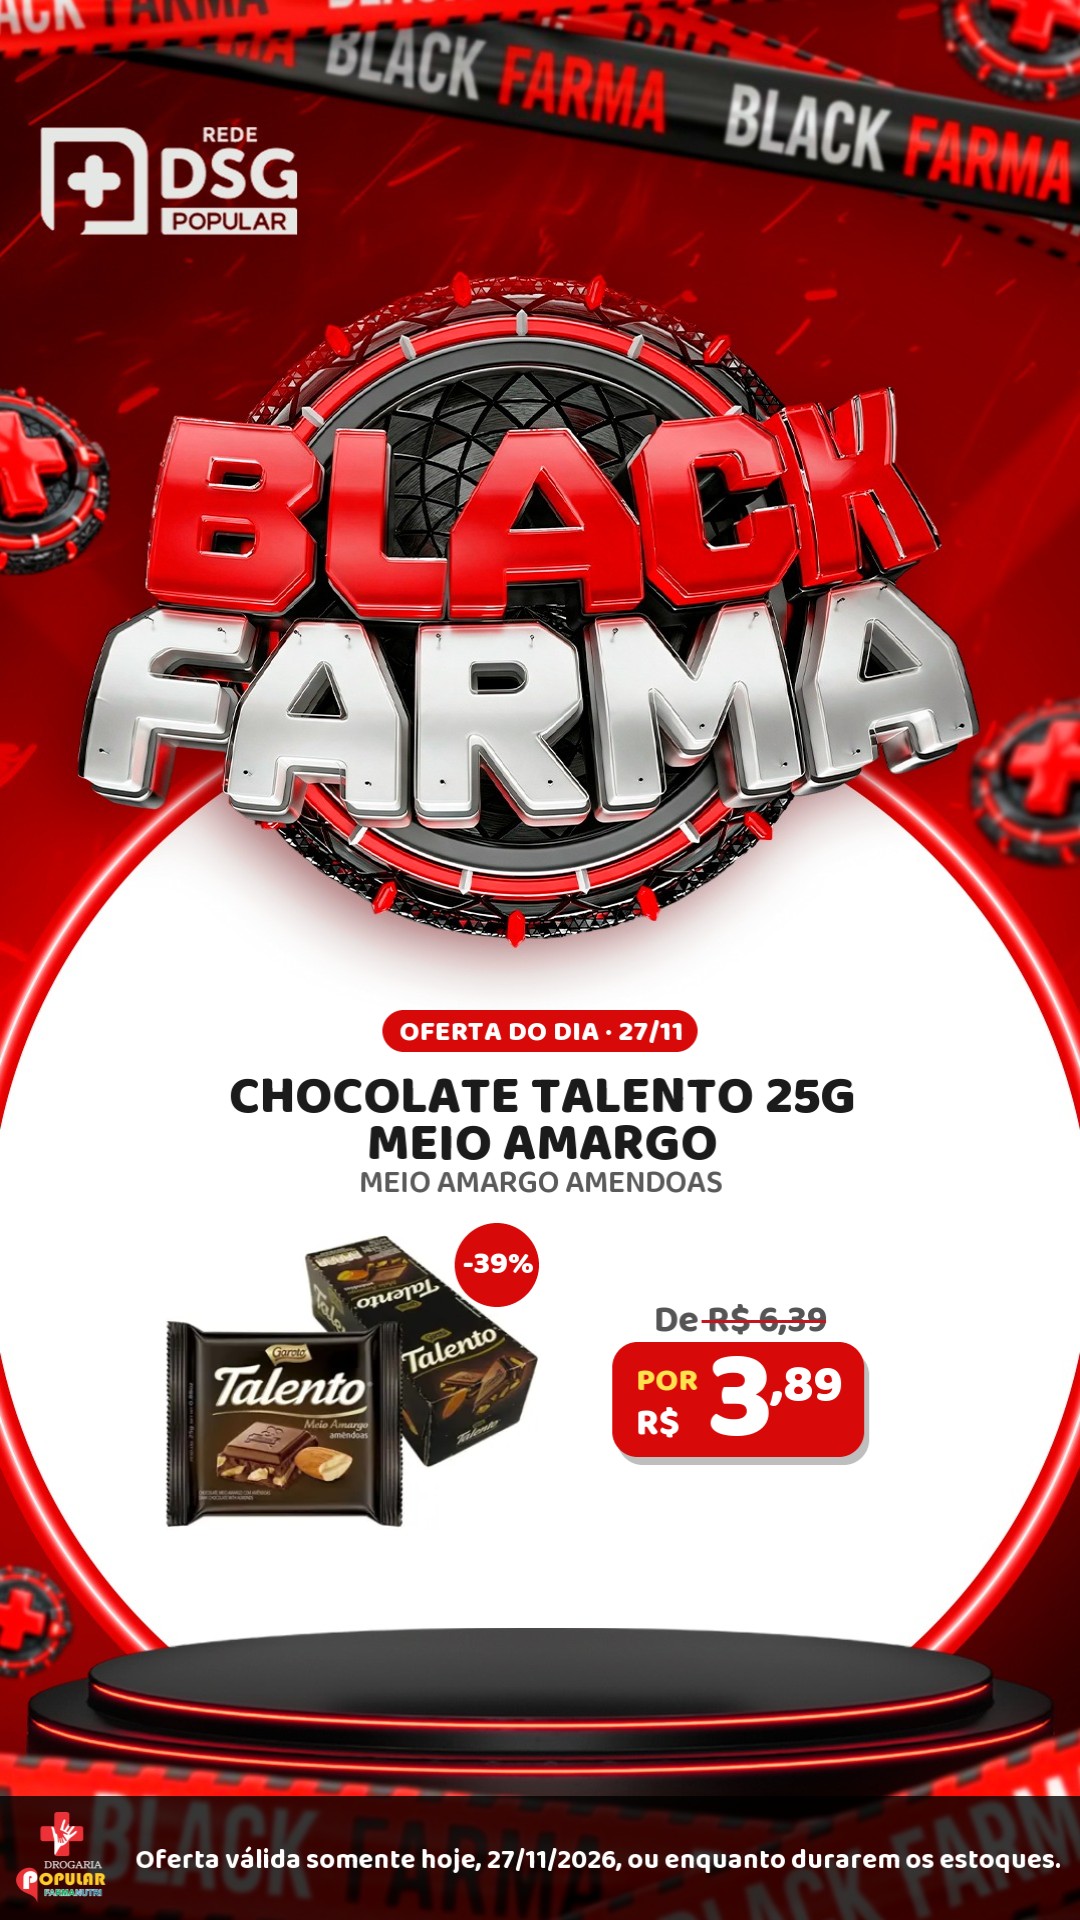 BLACK FARMA
BLACK FARMA
REDE
DSG
POPULAR
BLACK
FARMA
OFERTA DO DIA · 27/11
CHOCOLATE TALENTO 25G
MEIO AMARGO
MEIO AMARGO AMENDOAS
-39%
Talento
Talento
Garoto
Talento
Meio Amargo
amêndoas
De R$ 6,39
POR
R$ 3,89
BLACK FARMA
DROGARIA
POPULAR
FARMANUTRI
Oferta válida somente hoje, 27/11/2026, ou enquanto durarem os estoques.